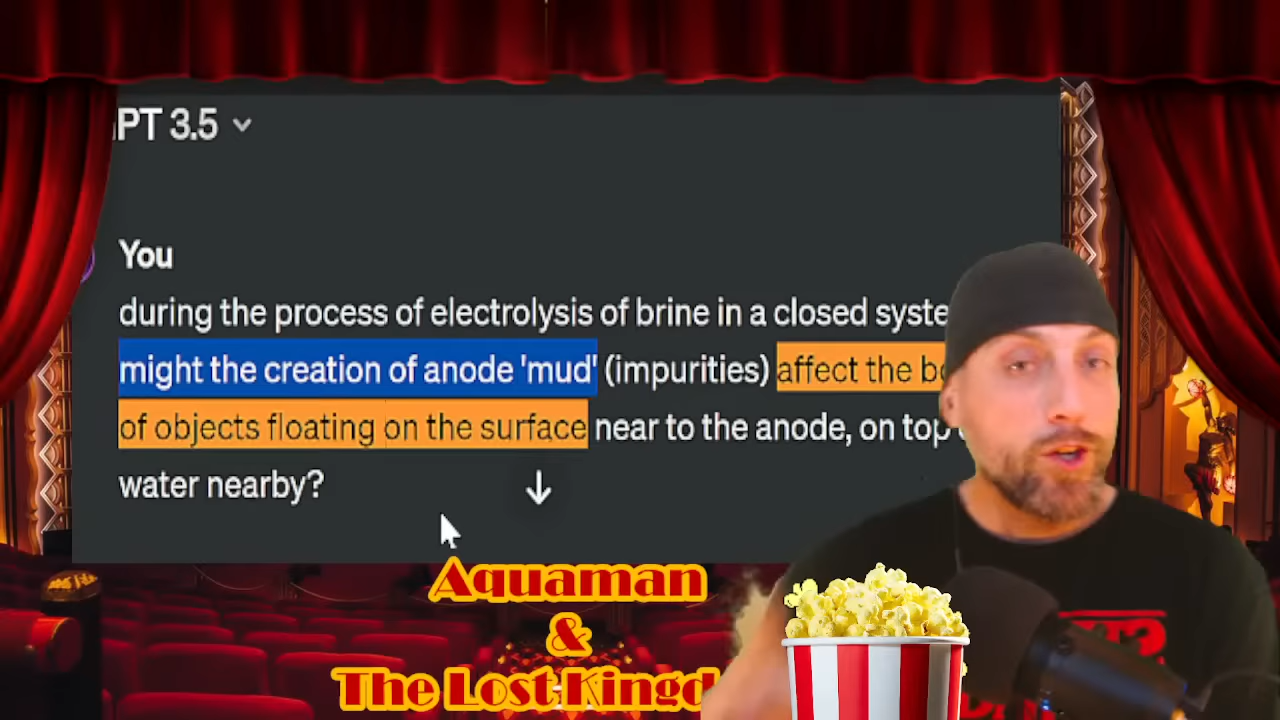 PT 3.5
You
during the process of electrolysis of brine in a closed syste
might the creation of anode 'mud' (impurities) affect the b
of objects floating on the surface near to the anode, on top
water nearby?
Aquaman
&
The Lost Kingd